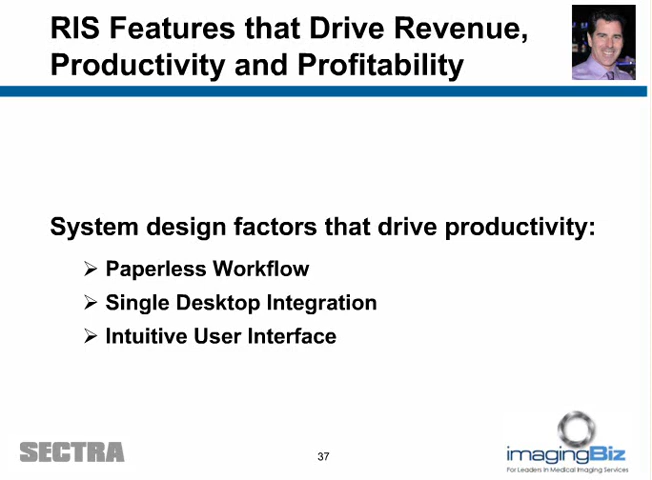 RIS Features that Drive Revenue,
Productivity and Profitability
System design factors that drive productivity:
➢ Paperless Workflow
➢ Single Desktop Integration
➢ Intuitive User Interface
SECTRA
37
imagingBiz
For Leaders in Medical Imaging Services